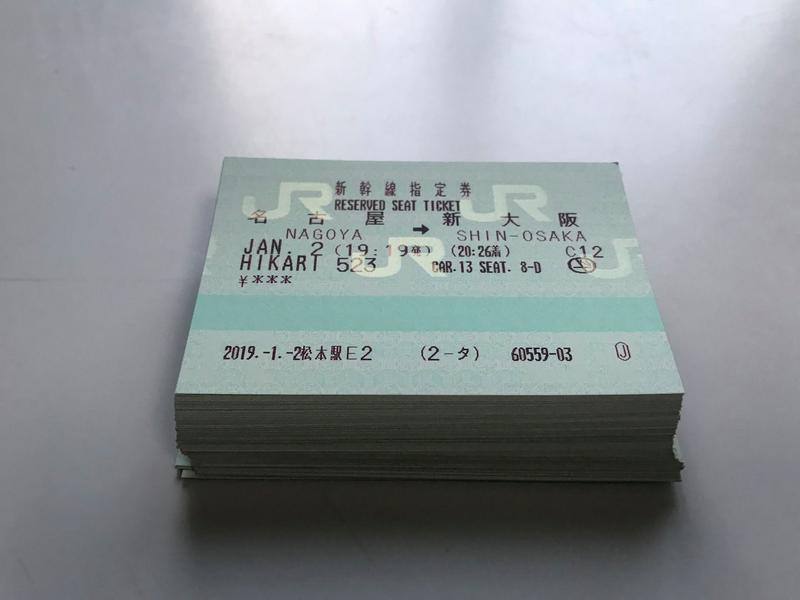 新幹線指定券
RESERVED SEAT TICKET
名古屋 新大阪
NAGOYA → SHIN-OSAKA
JAN. 2 (19:19発) (20:26着) C12
HIKARI 523 CAR.13 SEAT. 8-D
¥***
2019.-1.-2松本駅E2 (2-タ) 60559-03 Ⓙ
JR JR
JR JR